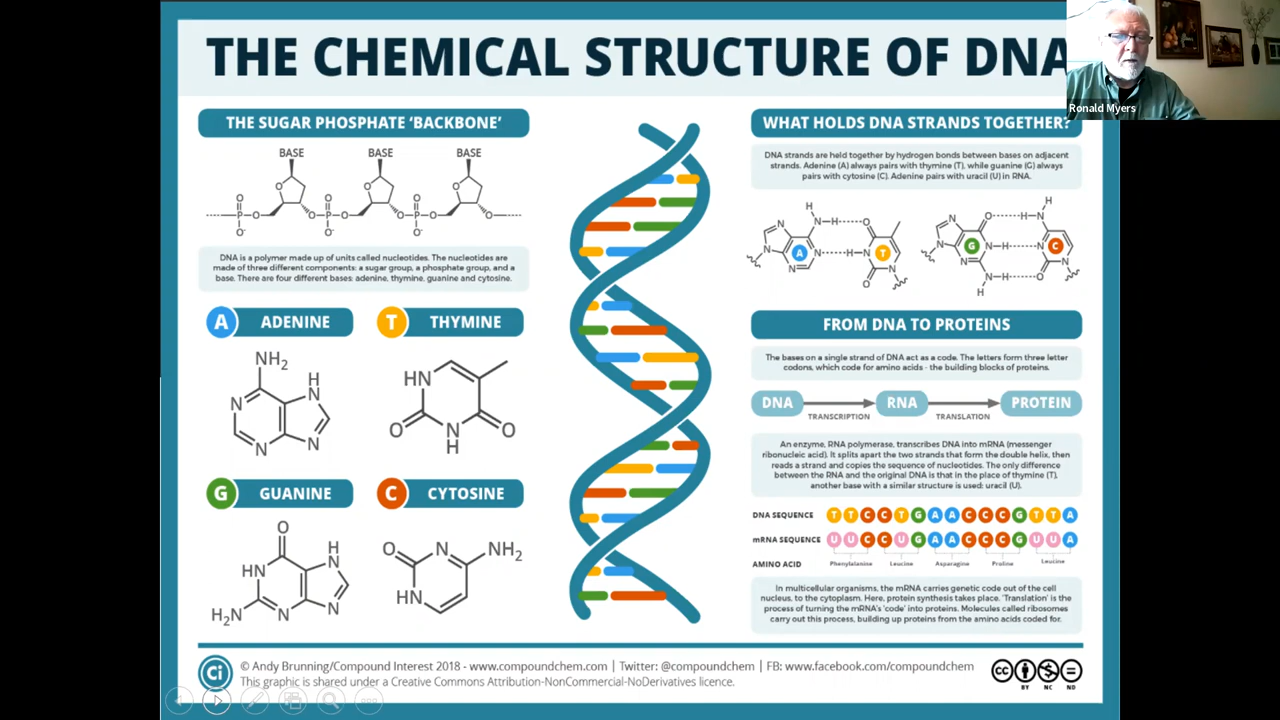 THE CHEMICAL STRUCTURE OF DNA
Ronald Myers
THE SUGAR PHOSPHATE ‘BACKBONE’
BASE BASE BASE
O O O
P O O P O O P O O
O⁻ O⁻ O⁻
O O O
DNA is a polymer made up of units called nucleotides. The nucleotides are
made of three different components: a sugar group, a phosphate group, and a
base. There are four different bases: adenine, thymine, guanine and cytosine.
A ADENINE
NH₂
H
N N
N N
T THYMINE
HN
O N O
H
G GUANINE
O
H
HN N
H₂N N N
C CYTOSINE
O N NH₂
HN
WHAT HOLDS DNA STRANDS TOGETHER?
DNA strands are held together by hydrogen bonds between bases on adjacent
strands. Adenine (A) always pairs with thymine (T), while guanine (G) always
pairs with cytosine (C). Adenine pairs with uracil (U) in RNA.
H
N N-H O
N A N H-N T
N N
O
H
N O H-N
N G N-H N C
N N-H O N
H
FROM DNA TO PROTEINS
The bases on a single strand of DNA act as a code. The letters form three letter
codons, which code for amino acids - the building blocks of proteins.
DNA TRANSCRIPTION RNA TRANSLATION PROTEIN
An enzyme, RNA polymerase, transcribes DNA into mRNA (messenger
ribonucleic acid). It splits apart the two strands that form the double helix, then
reads a strand and copies the sequence of nucleotides. The only difference
between the RNA and the original DNA is that in the place of thymine (T),
another base with a similar structure is used: uracil (U).
DNA SEQUENCE T T C C T G A A C C C G T T A
mRNA SEQUENCE U U C C U G A A C C C G U U A
AMINO ACID Phenylalanine Leucine Asparagine Proline Leucine
In multicellular organisms, the mRNA carries genetic code out of the cell
nucleus, to the cytoplasm. Here, protein synthesis takes place. ‘Translation’ is the
process of turning the mRNA’s ‘code’ into proteins. Molecules called ribosomes
carry out this process, building up proteins from the amino acids coded for.
Ci
© Andy Brunning/Compound Interest 2018 - www.compoundchem.com | Twitter: @compoundchem | FB: www.facebook.com/compoundchem
This graphic is shared under a Creative Commons Attribution-NonCommercial-NoDerivatives licence.
cc BY NC ND